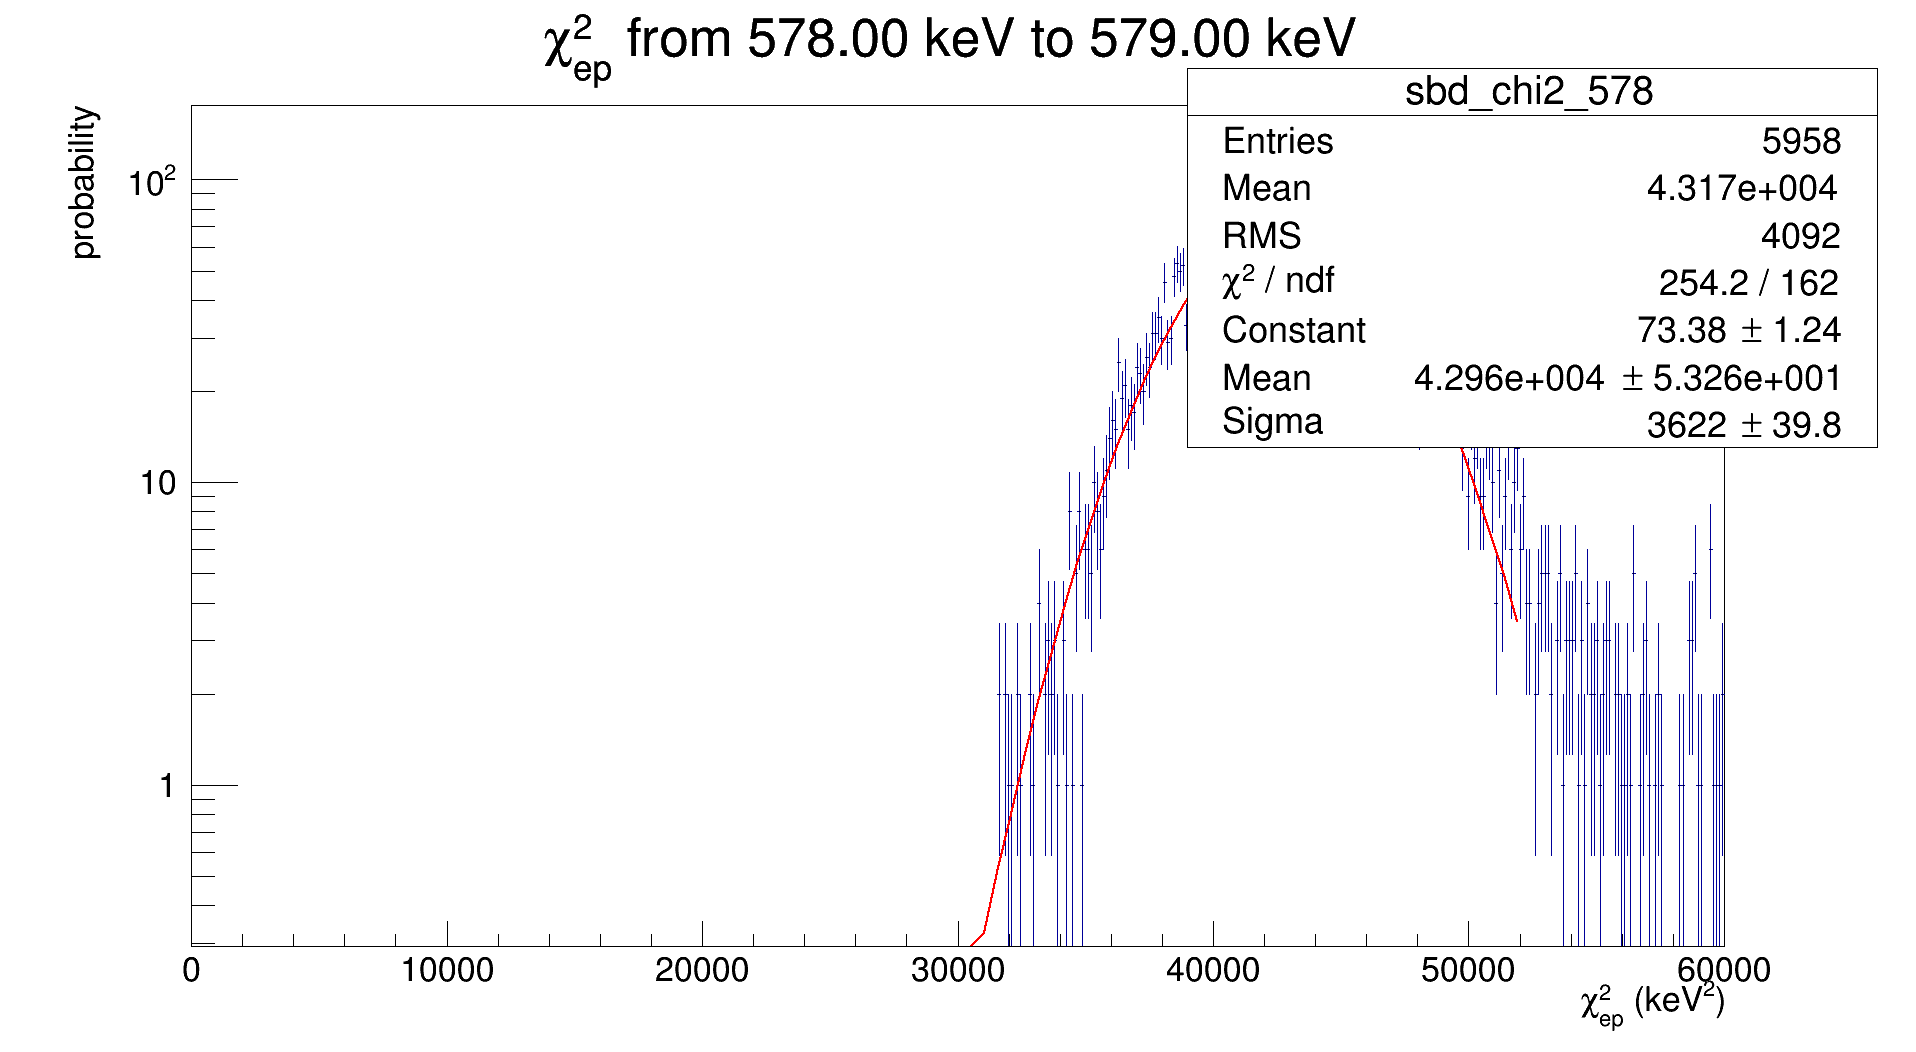 χ²ep from 578.00 keV to 579.00 keV
probability
sbd_chi2_578
Entries 5958
Mean 4.317e+004
RMS 4092
χ² / ndf 254.2 / 162
Constant 73.38 ± 1.24
Mean 4.296e+004 ± 5.326e+001
Sigma 3622 ± 39.8
10²
10
1
0 10000 20000 30000 40000 50000 60000
χ²ep (keV²)